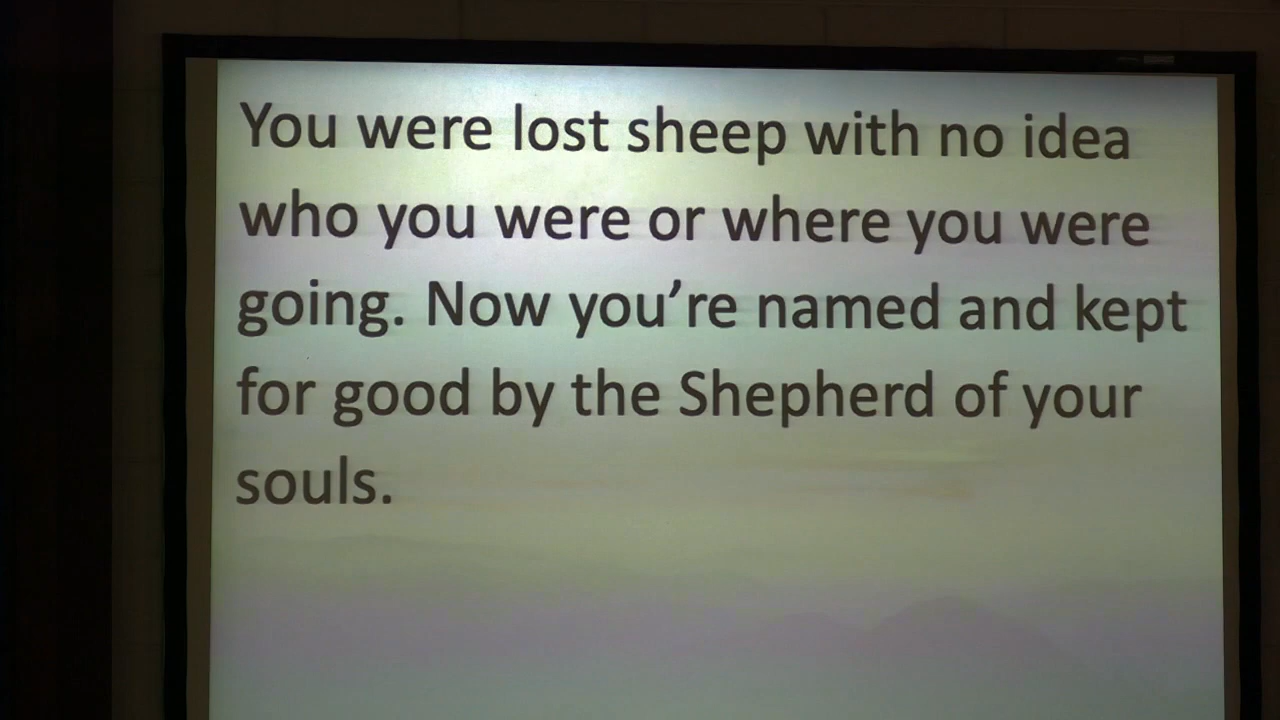 You were lost sheep with no idea
who you were or where you were
going. Now you’re named and kept
for good by the Shepherd of your
souls.